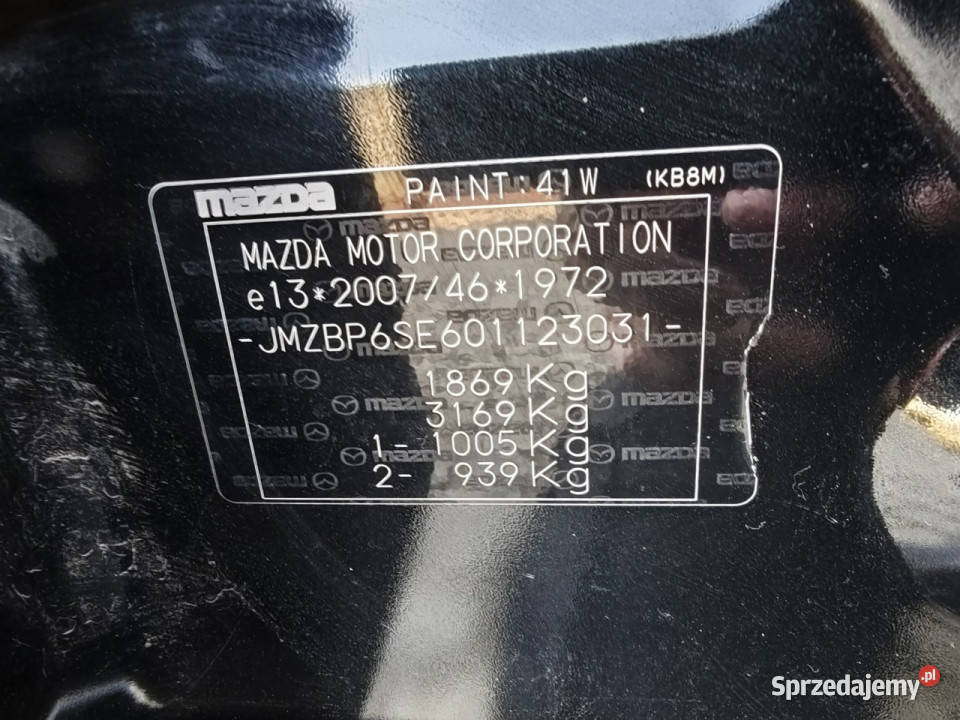 mazda PAINT:41W (KB8M)
MAZDA MOTOR CORPORATION
e13*2007/46*1972
-JMZBP6SE601123031-
1869 Kg
3169 Kg
1- 1005 Kg
2- 939 Kg
Sprzedajemy.pl